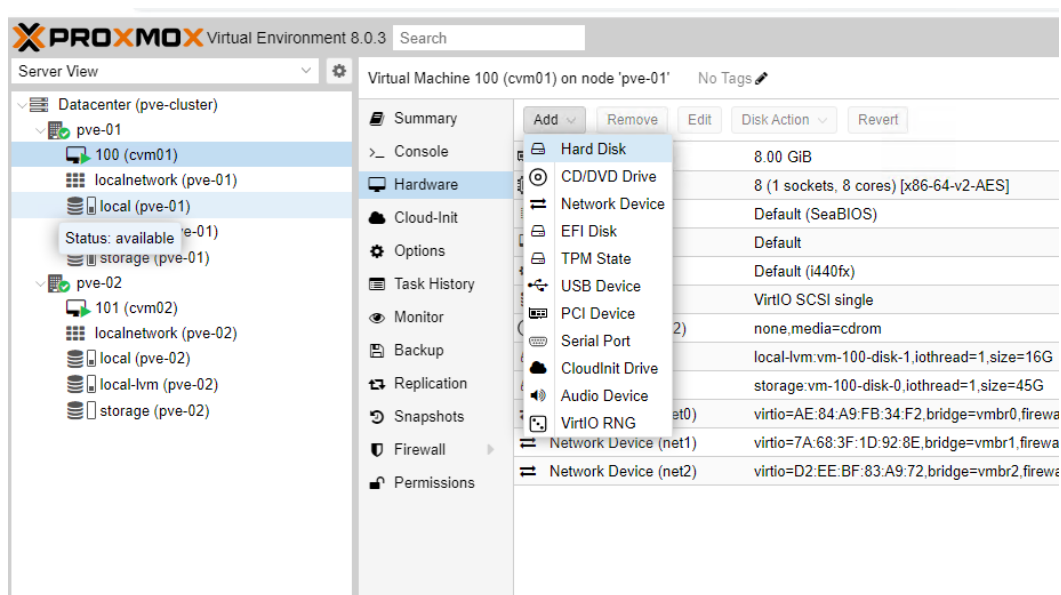 PROXMOX Virtual Environment 8.0.3 Search
Server View
Datacenter (pve-cluster)
pve-01
100 (cvm01)
localnetwork (pve-01)
local (pve-01)
Status: available e-01)
storage (pve-01)
pve-02
101 (cvm02)
localnetwork (pve-02)
local (pve-02)
local-lvm (pve-02)
storage (pve-02)
Virtual Machine 100 (cvm01) on node 'pve-01' No Tags
Summary
Console
Hardware
Cloud-Init
Options
Task History
Monitor
Backup
Replication
Snapshots
Firewall
Permissions
Add Remove Edit Disk Action Revert
Hard Disk
CD/DVD Drive
Network Device
EFI Disk
TPM State
USB Device
PCI Device
Serial Port
CloudInit Drive
Audio Device
VirtIO RNG
8.00 GiB
8 (1 sockets, 8 cores) [x86-64-v2-AES]
Default (SeaBIOS)
Default
Default (i440fx)
VirtIO SCSI single
2) none,media=cdrom
local-lvm:vm-100-disk-1,iothread=1,size=16G
storage:vm-100-disk-0,iothread=1,size=45G
et0) virtio=AE:84:A9:FB:34:F2,bridge=vmbr0,firewa
Network Device (net1) virtio=7A:68:3F:1D:92:8E,bridge=vmbr1,firewa
Network Device (net2) virtio=D2:EE:BF:83:A9:72,bridge=vmbr2,firewa